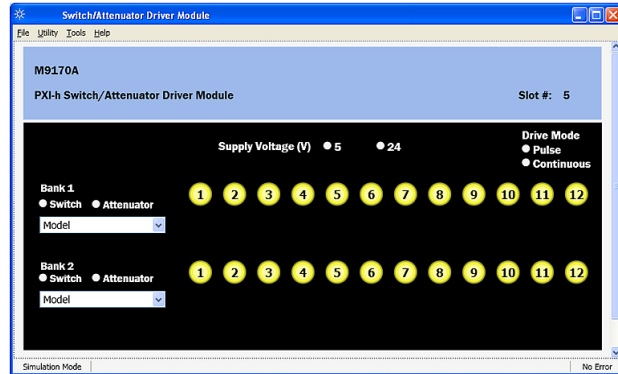 Switch/Attenuator Driver Module
File Utility Tools Help
M9170A
PXI-h Switch/Attenuator Driver Module Slot #: 5
Supply Voltage (V) 5 24
Drive Mode
Pulse
Continuous
Bank 1
Switch Attenuator
1 2 3 4 5 6 7 8 9 10 11 12
Model
Bank 2
Switch Attenuator
1 2 3 4 5 6 7 8 9 10 11 12
Model
Simulation Mode No Error